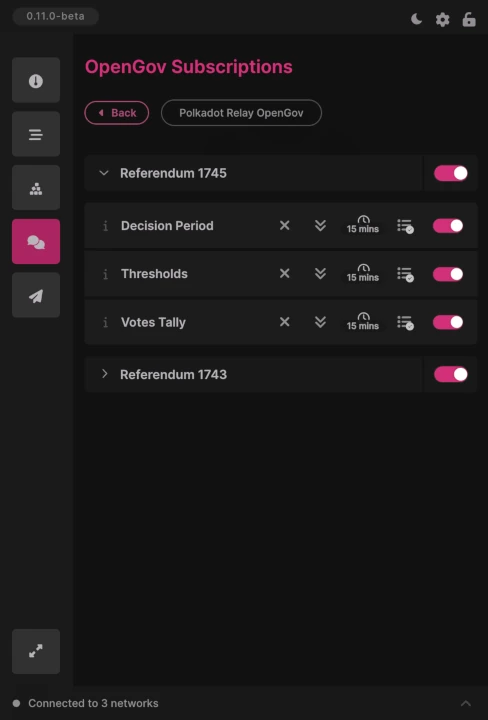 0.11.0-beta
OpenGov Subscriptions
Back
Polkadot Relay OpenGov
Referendum 1745
Decision Period
15 mins
Thresholds
15 mins
Votes Tally
15 mins
Referendum 1743
Connected to 3 networks